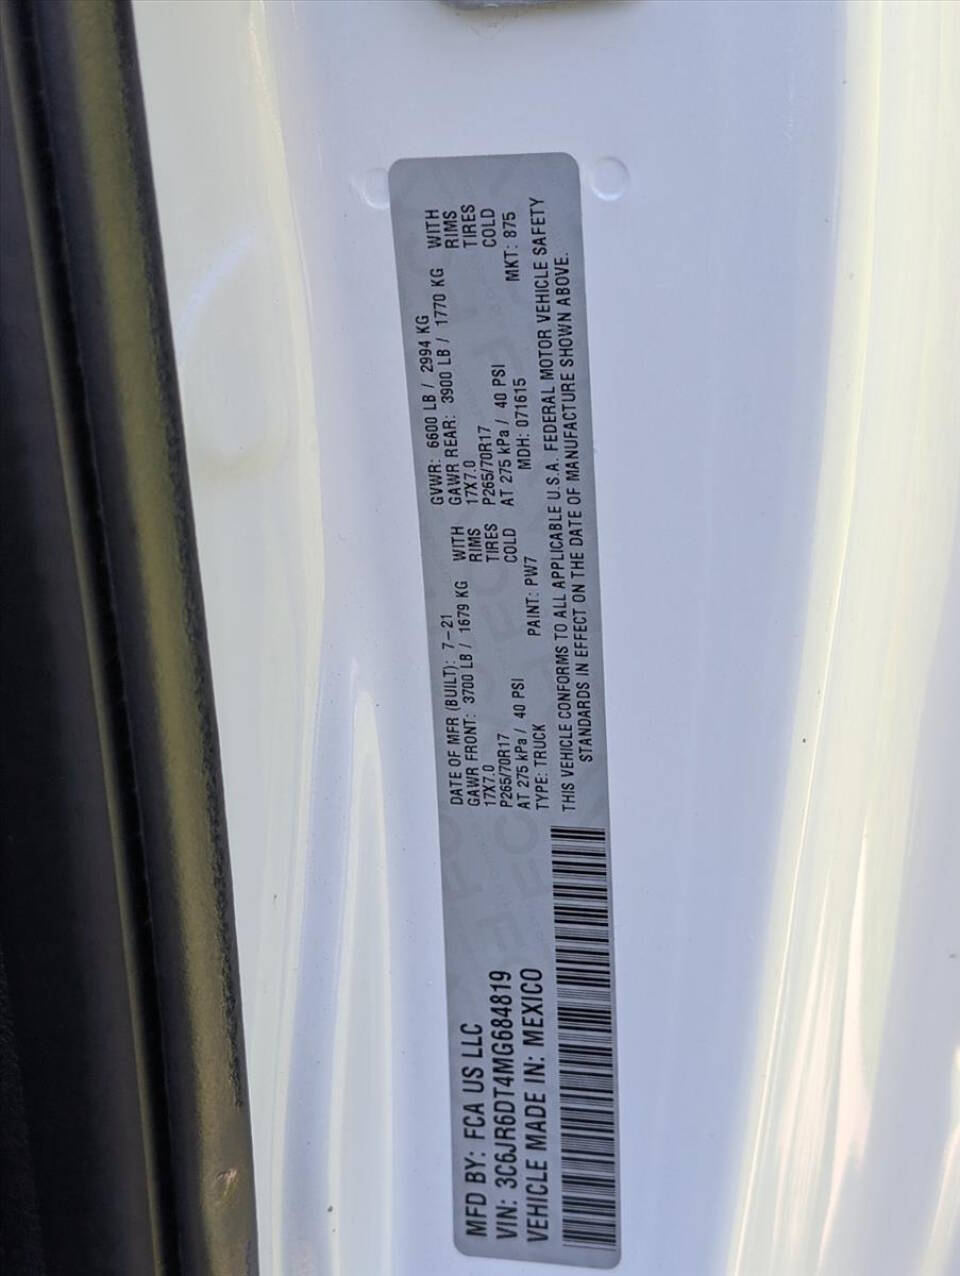 MFD BY: FCA US LLC
VIN: 3C6JR6DT4MG684819
VEHICLE MADE IN: MEXICO
DATE OF MFR (BUILT): 7-21
GAWR FRONT: 3700 LB / 1679 KG WITH
17X7.0 RIMS
P265/70R17 TIRES
AT 275 kPa / 40 PSI COLD
TYPE: TRUCK PAINT: PW7
GVWR: 6600 LB / 2994 KG
GAWR REAR: 3900 LB / 1770 KG WITH
17X7.0 RIMS
P265/70R17 TIRES
AT 275 kPa / 40 PSI COLD
MDH: 071615 MKT: 875
THIS VEHICLE CONFORMS TO ALL APPLICABLE U.S.A. FEDERAL MOTOR VEHICLE SAFETY
STANDARDS IN EFFECT ON THE DATE OF MANUFACTURE SHOWN ABOVE.